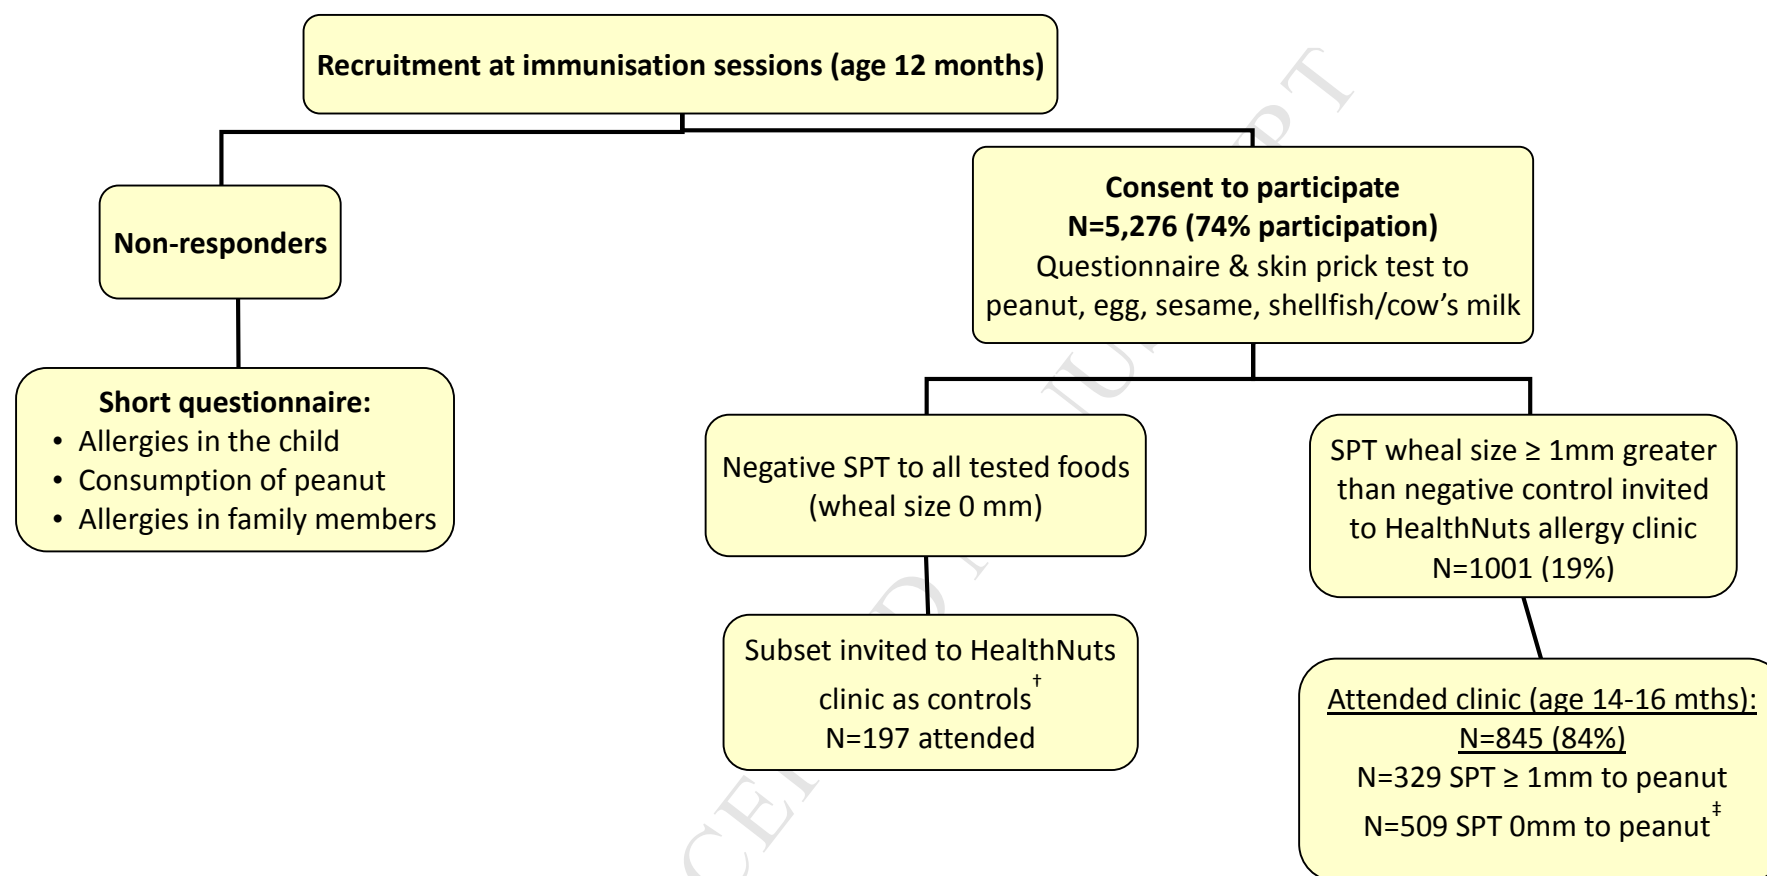 Recruitment at immunisation sessions (age 12 months)
Non-responders
Short questionnaire:
• Allergies in the child
• Consumption of peanut
• Allergies in family members
Consent to participate
N=5,276 (74% participation)
Questionnaire & skin prick test to
peanut, egg, sesame, shellfish/cow’s milk
Negative SPT to all tested foods
(wheal size 0 mm)
Subset invited to HealthNuts
clinic as controls†
N=197 attended
SPT wheal size ≥ 1mm greater
than negative control invited
to HealthNuts allergy clinic
N=1001 (19%)
Attended clinic (age 14-16 mths):
N=845 (84%)
N=329 SPT ≥ 1mm to peanut
N=509 SPT 0mm to peanut‡